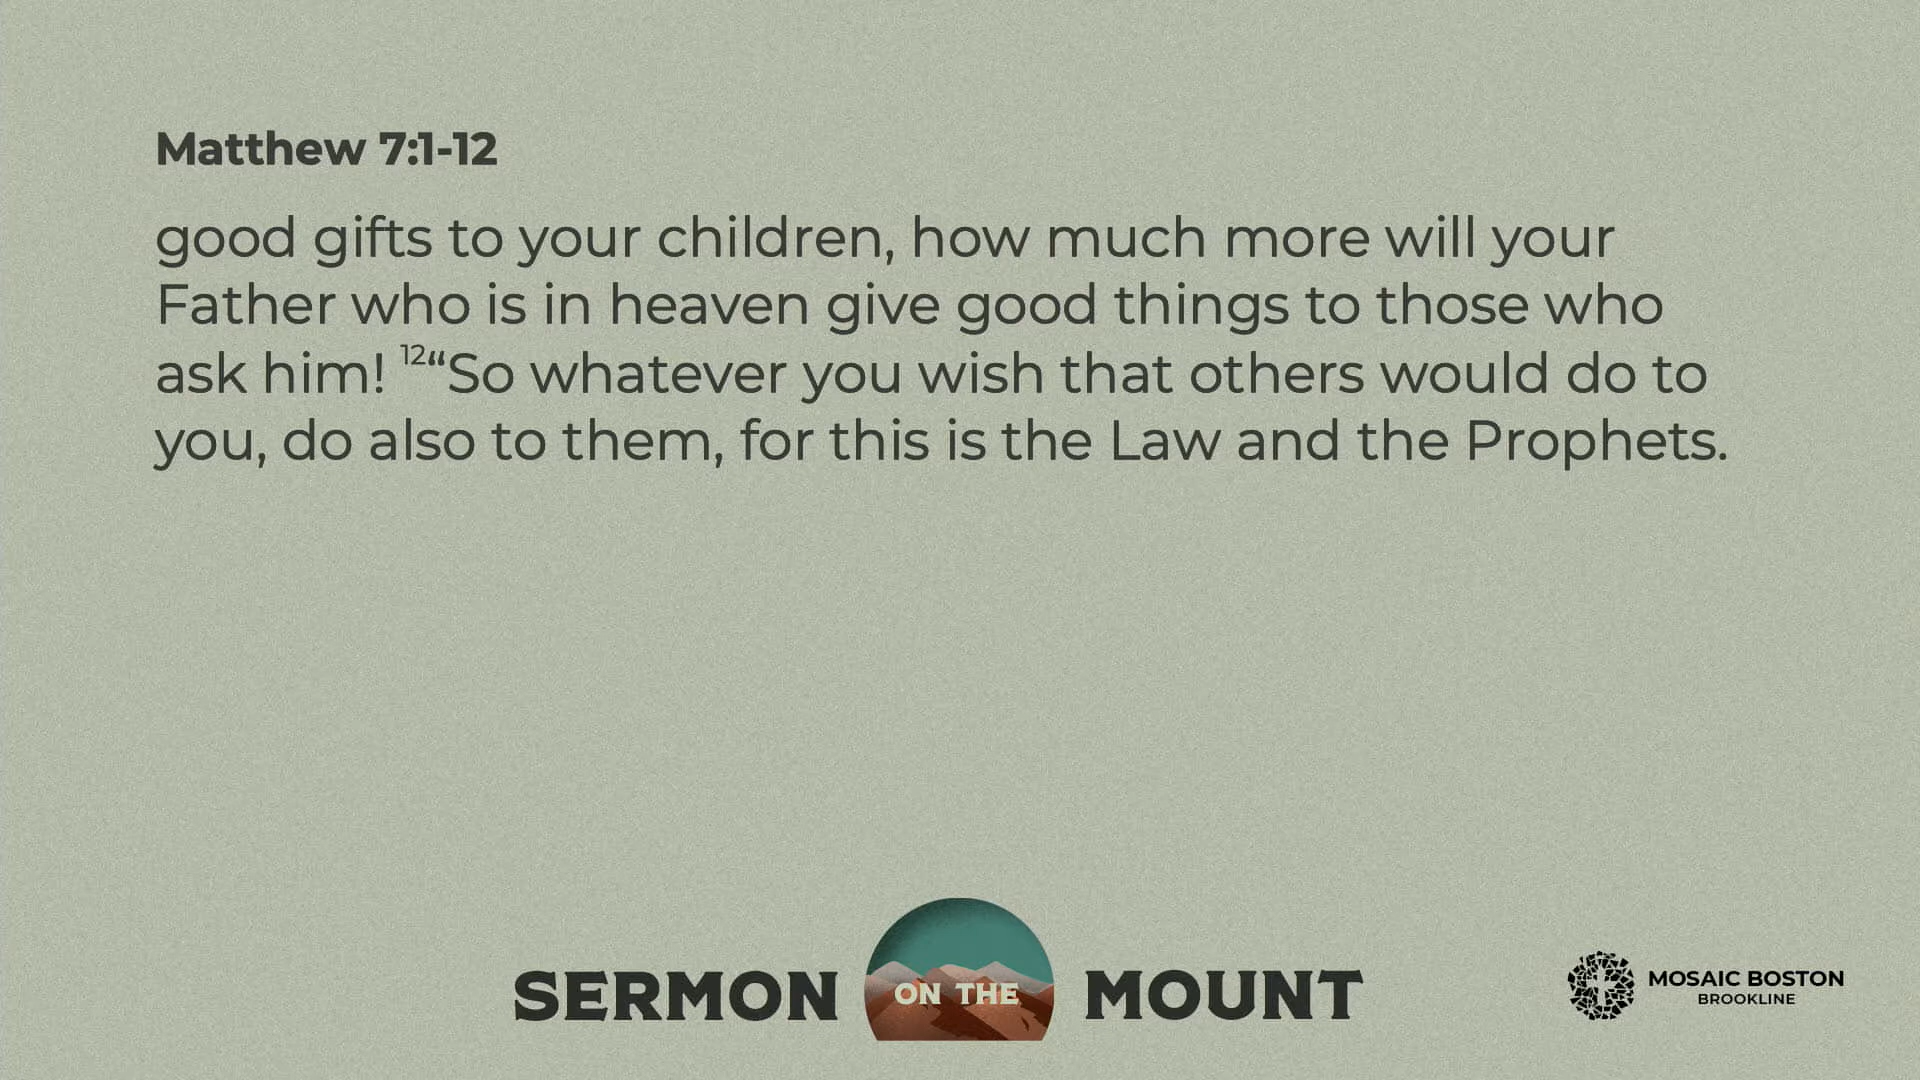 Matthew 7:1-12
good gifts to your children, how much more will your
Father who is in heaven give good things to those who
ask him! 12“So whatever you wish that others would do to
you, do also to them, for this is the Law and the Prophets.
SERMON ON THE MOUNT
MOSAIC BOSTON
BROOKLINE